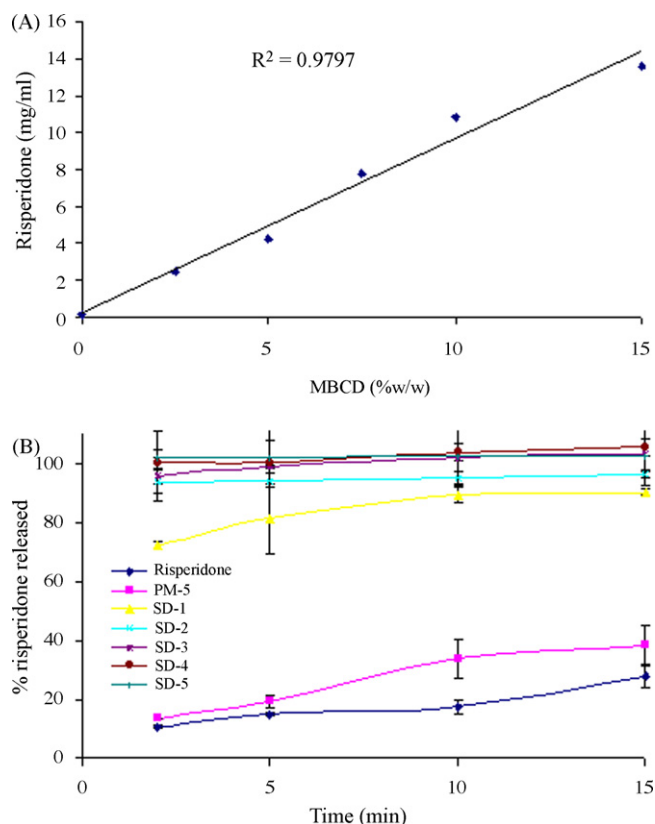 (A)
16
14
12
10
8
6
4
2
0
Risperidone (mg/ml)
R² = 0.9797
0 5 10 15
MBCD (%w/w)
(B)
100
80
60
40
20
0
% risperidone released
Risperidone
PM-5
SD-1
SD-2
SD-3
SD-4
SD-5
0 5 10 15
Time (min)